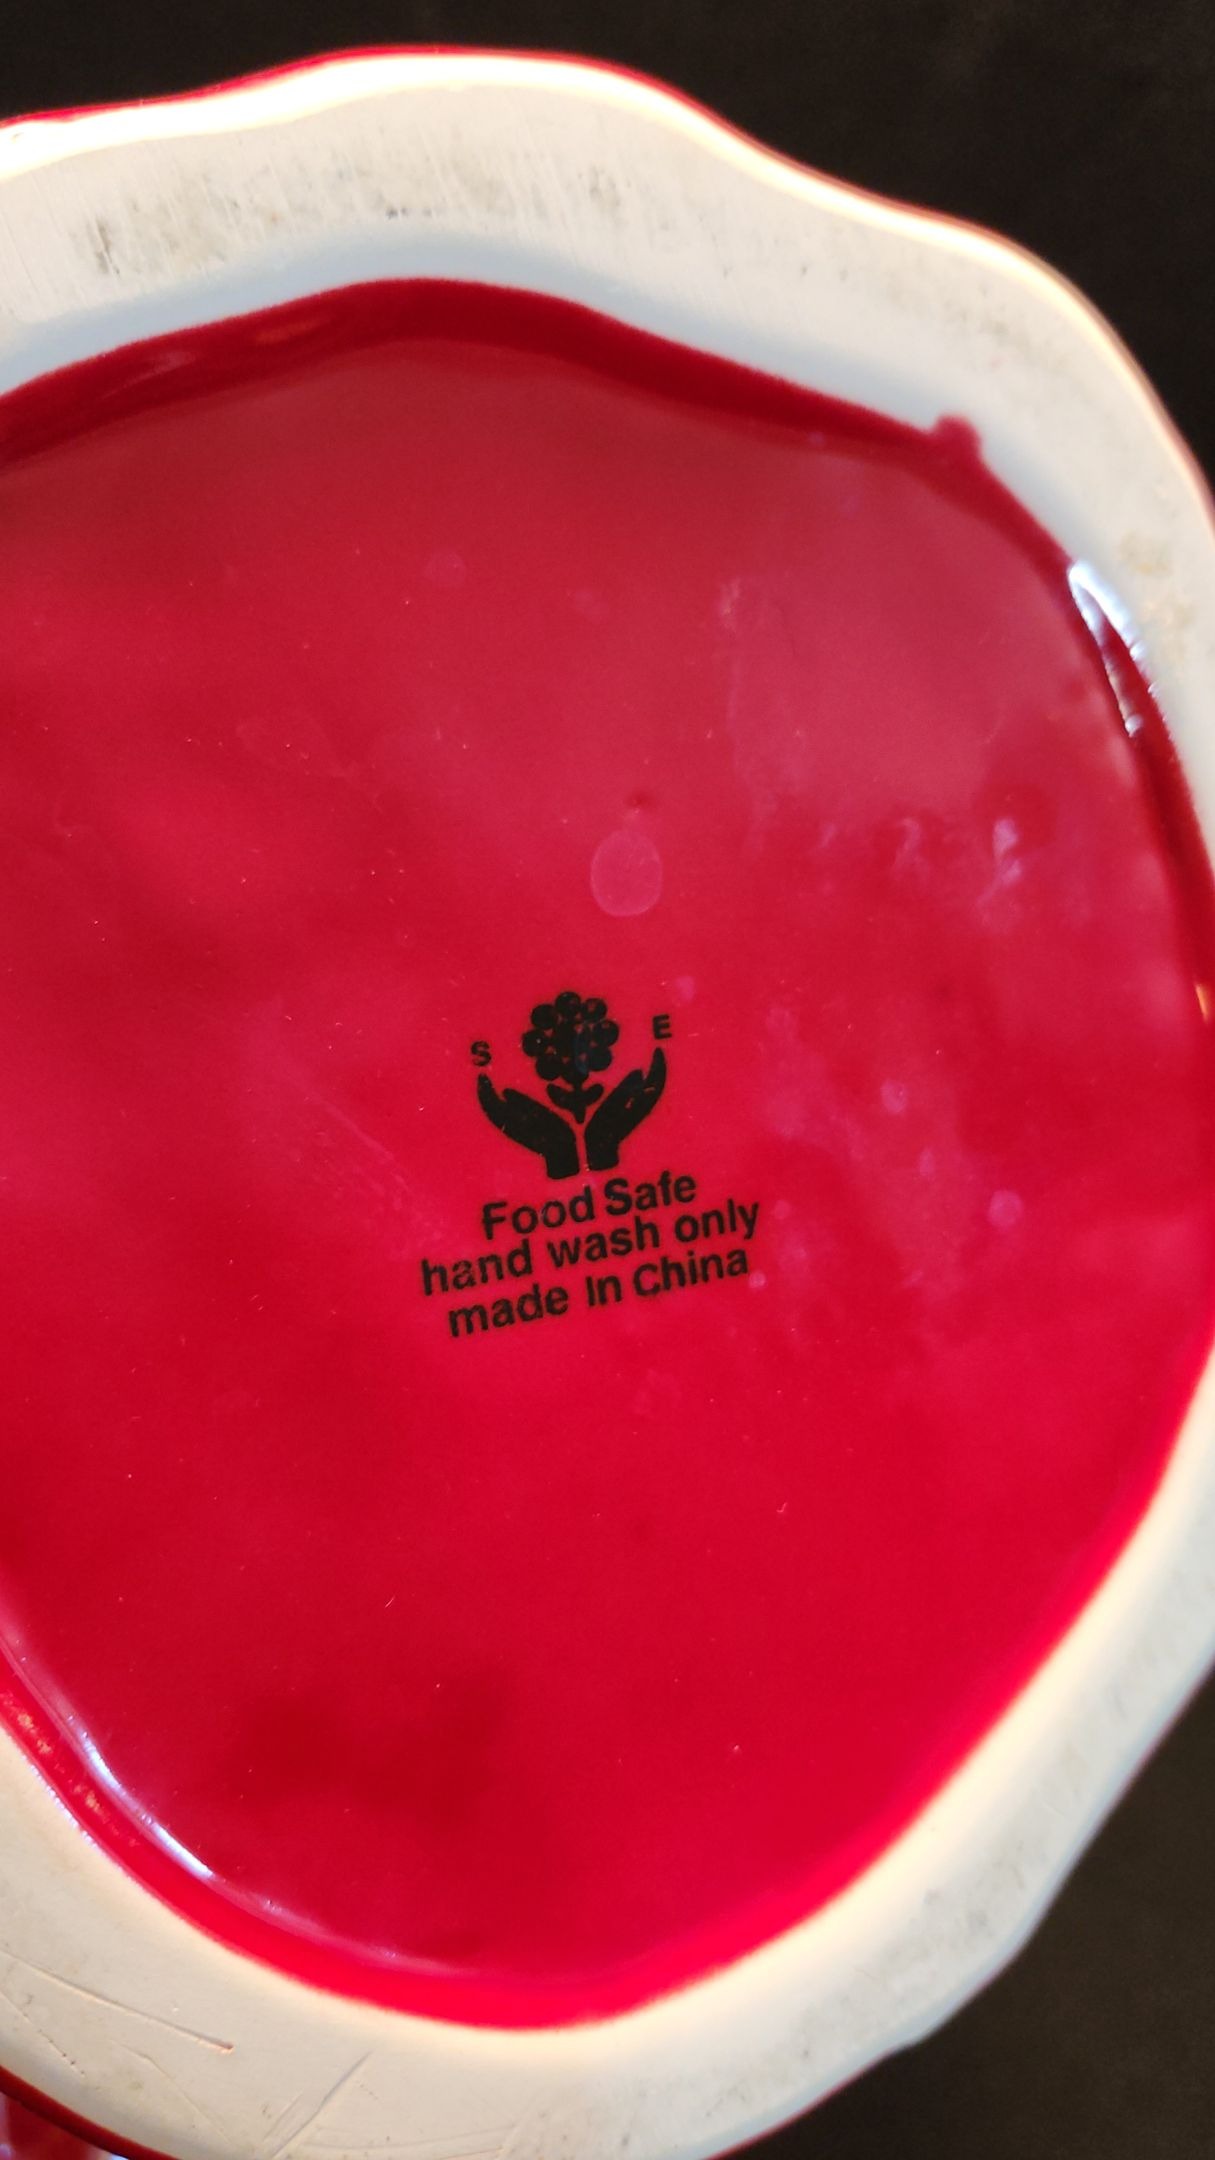 S E
Food Safe
hand wash only
made In China